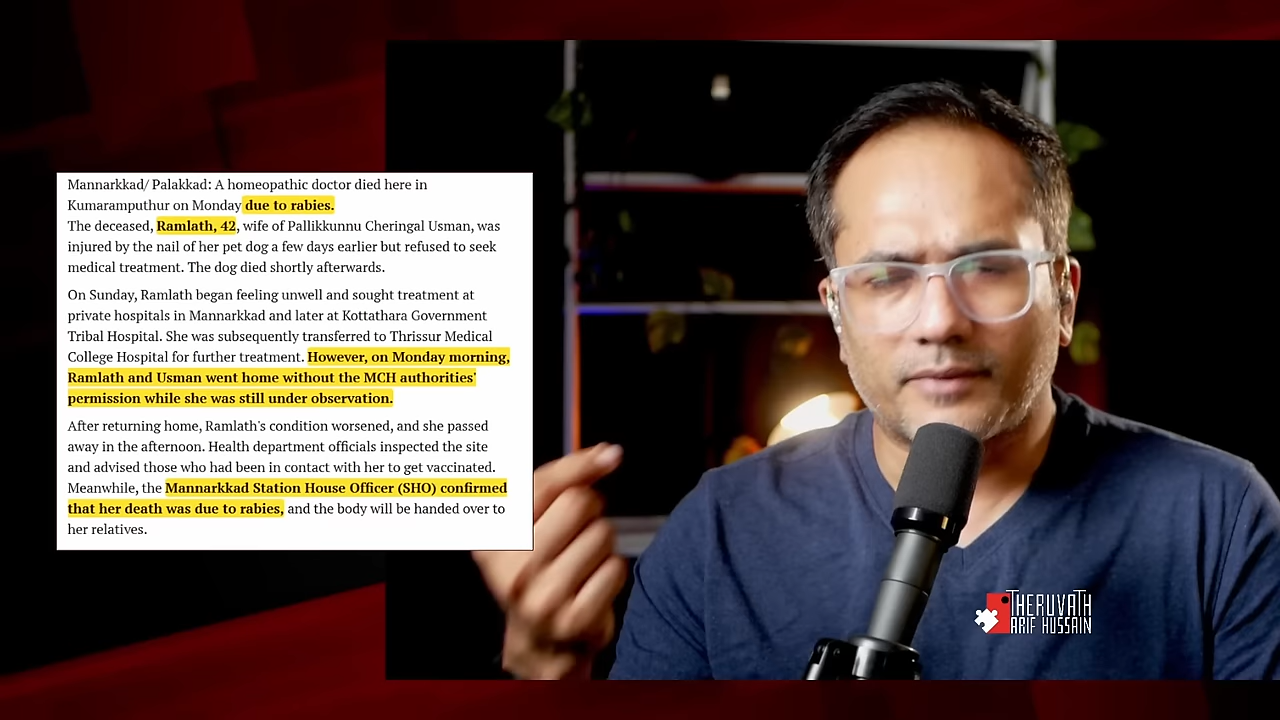 Mannarkkad/ Palakkad: A homeopathic doctor died here in
Kumaramputhur on Monday due to rabies.
The deceased, Ramlath, 42, wife of Pallikkunnu Cheringal Usman, was
injured by the nail of her pet dog a few days earlier but refused to seek
medical treatment. The dog died shortly afterwards.
On Sunday, Ramlath began feeling unwell and sought treatment at
private hospitals in Mannarkkad and later at Kottathara Government
Tribal Hospital. She was subsequently transferred to Thrissur Medical
College Hospital for further treatment. However, on Monday morning,
Ramlath and Usman went home without the MCH authorities'
permission while she was still under observation.
After returning home, Ramlath's condition worsened, and she passed
away in the afternoon. Health department officials inspected the site
and advised those who had been in contact with her to get vaccinated.
Meanwhile, the Mannarkkad Station House Officer (SHO) confirmed
that her death was due to rabies, and the body will be handed over to
her relatives.
THERUVATH
ARIF HUSSAIN